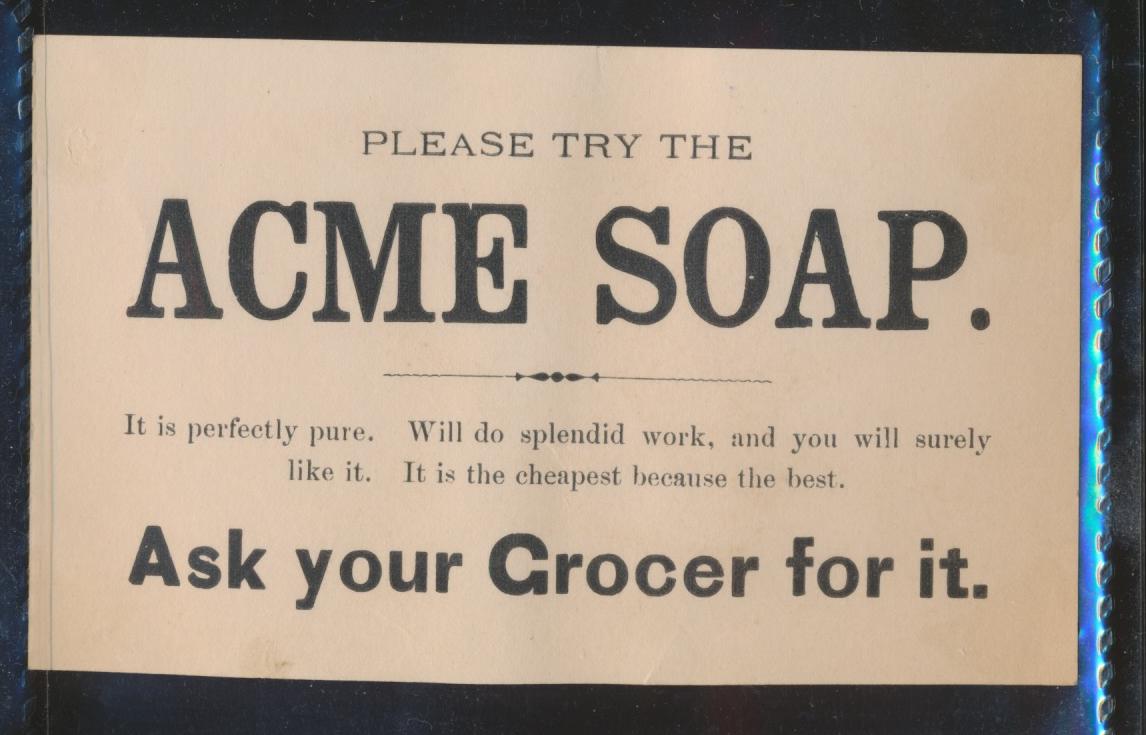 PLEASE TRY THE
ACME SOAP.
It is perfectly pure. Will do splendid work, and you will surely
like it. It is the cheapest because the best.
Ask your Grocer for it.